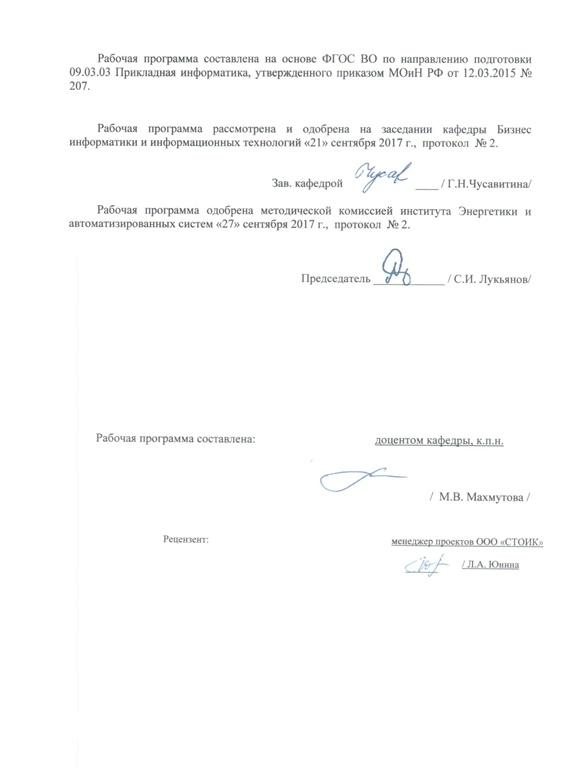 Рабочая программа составлена на основе ФГОС ВО по направлению подготовки
09.03.03 Прикладная информатика, утвержденного приказом МОиН РФ от 12.03.2015 №
207.
Рабочая программа рассмотрена и одобрена на заседании кафедры Бизнес
информатики и информационных технологий «21» сентября 2017 г., протокол № 2.
Зав. кафедрой ____ / Г.Н.Чусавитина/
Рабочая программа одобрена методической комиссией института Энергетики и
автоматизированных систем «27» сентября 2017 г., протокол № 2.
Председатель ____________ / С.И. Лукьянов/
Рабочая программа составлена: доцентом кафедры, к.п.н.
/ М.В. Махмутова /
Рецензент: менеджер проектов ООО «СТОИК»
/ Л.А. Юнина